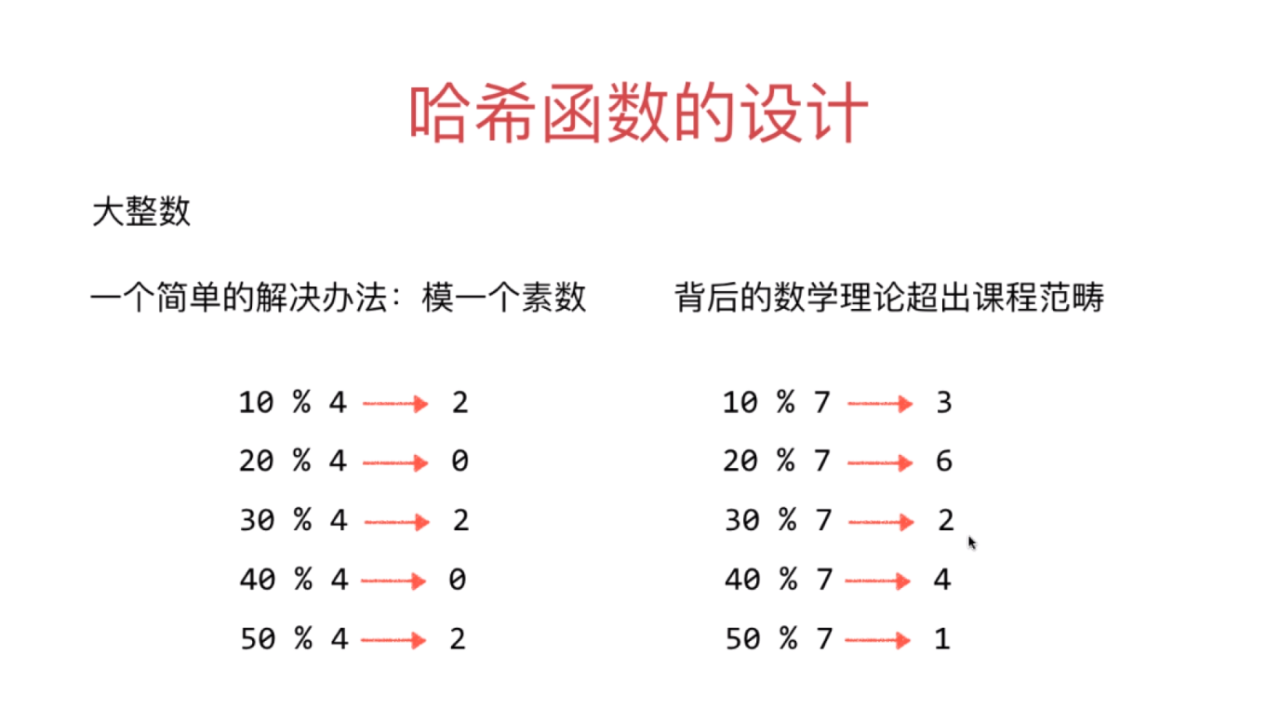 哈希函数的设计
大整数
一个简单的解决办法：模一个素数
背后的数学理论超出课程范畴
10 % 4 2
20 % 4 0
30 % 4 2
40 % 4 0
50 % 4 2
10 % 7 3
20 % 7 6
30 % 7 2
40 % 7 4
50 % 7 1